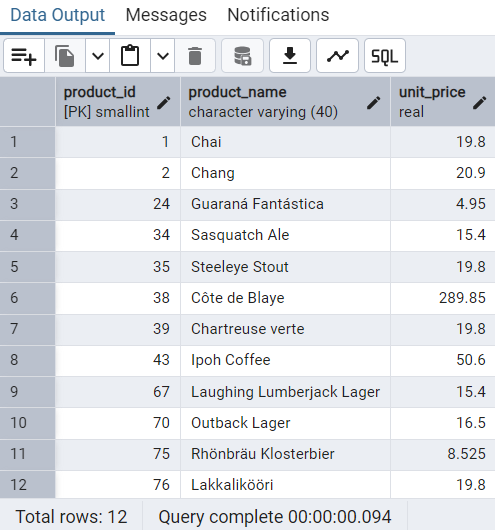 Data Output Messages Notifications
SQL
product_id product_name unit_price
[PK] smallint character varying (40) real
1 1 Chai 19.8
2 2 Chang 20.9
3 24 Guaraná Fantástica 4.95
4 34 Sasquatch Ale 15.4
5 35 Steeleye Stout 19.8
6 38 Côte de Blaye 289.85
7 39 Chartreuse verte 19.8
8 43 Ipoh Coffee 50.6
9 67 Laughing Lumberjack Lager 15.4
10 70 Outback Lager 16.5
11 75 Rhönbräu Klosterbier 8.525
12 76 Lakkalikööri 19.8
Total rows: 12 Query complete 00:00:00.094